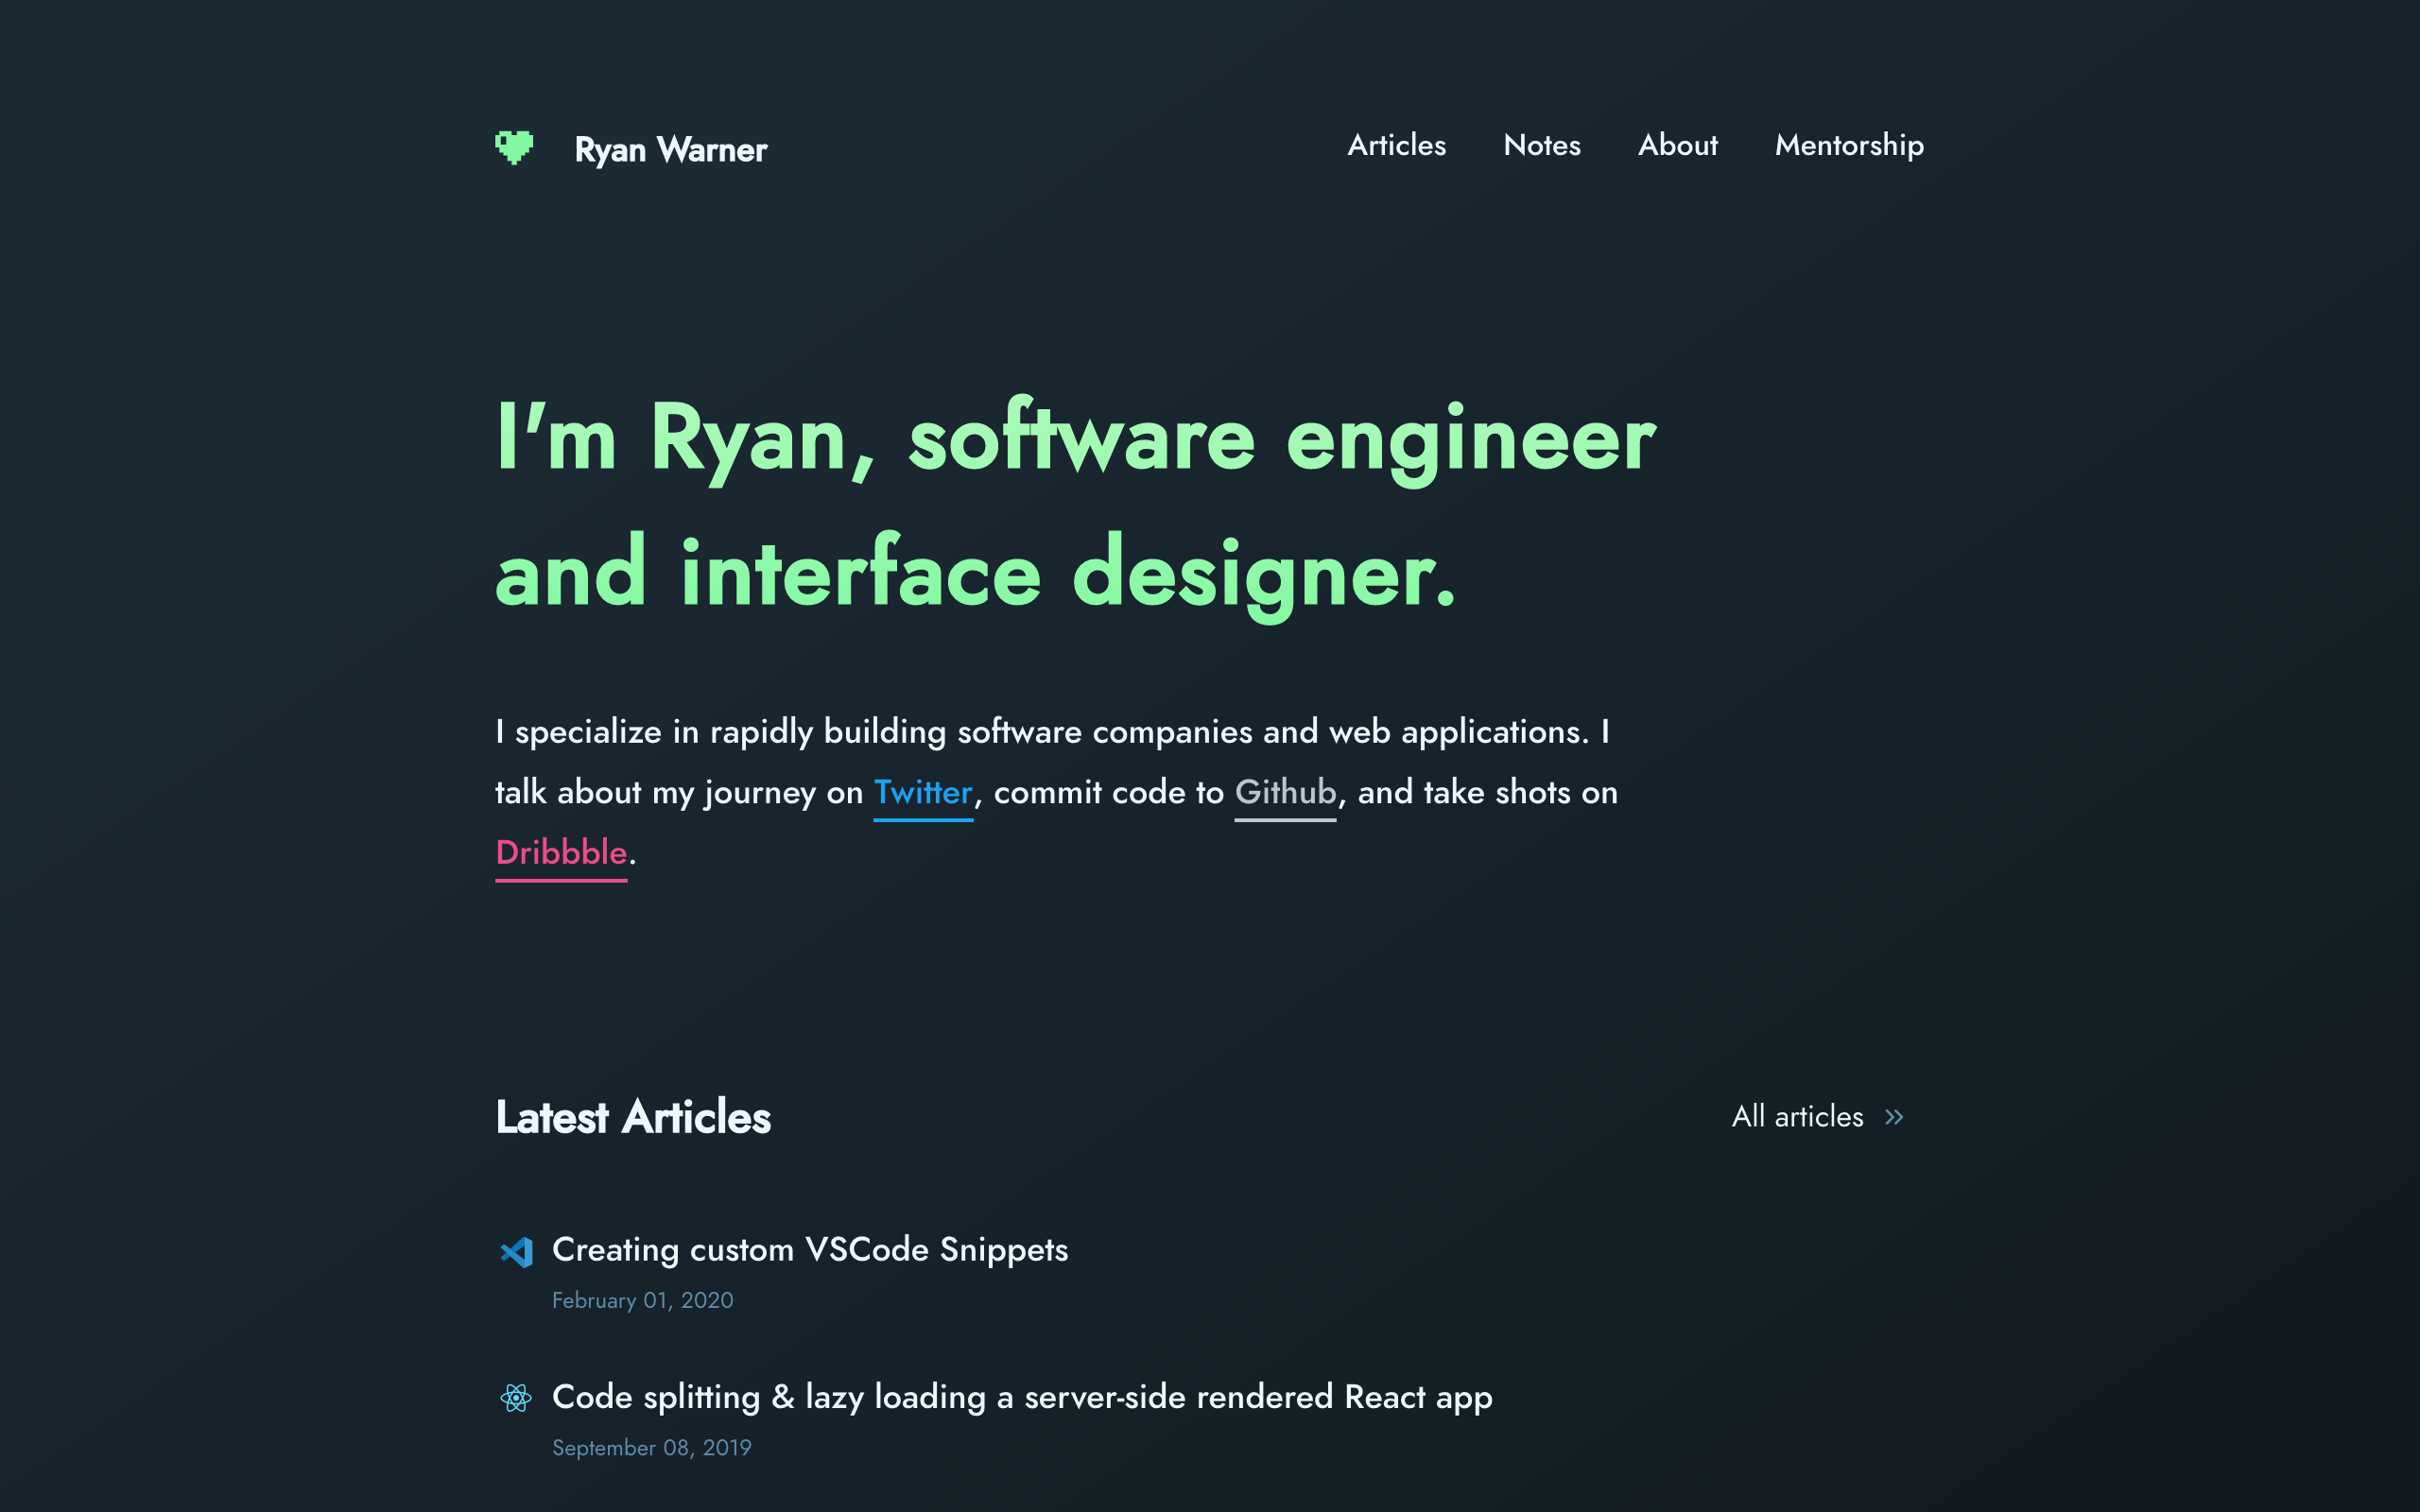 Ryan Warner
Articles Notes About Mentorship
I'm Ryan, software engineer
and interface designer.
I specialize in rapidly building software companies and web applications. I
talk about my journey on Twitter, commit code to Github, and take shots on
Dribbble.
Latest Articles
All articles »
Creating custom VSCode Snippets
February 01, 2020
Code splitting & lazy loading a server-side rendered React app
September 08, 2019